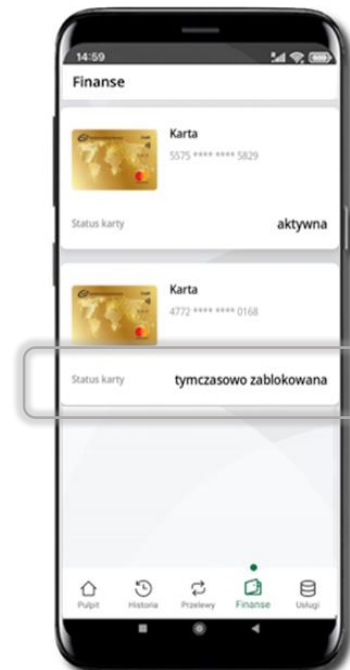 14:59
Finanse
Karta
5575 **** **** 5829
Status karty
aktywna
Karta
4772 **** **** 0168
Status karty
tymczasowo zablokowana
Pulpit
Historia
Przelewy
Finanse
Usługi